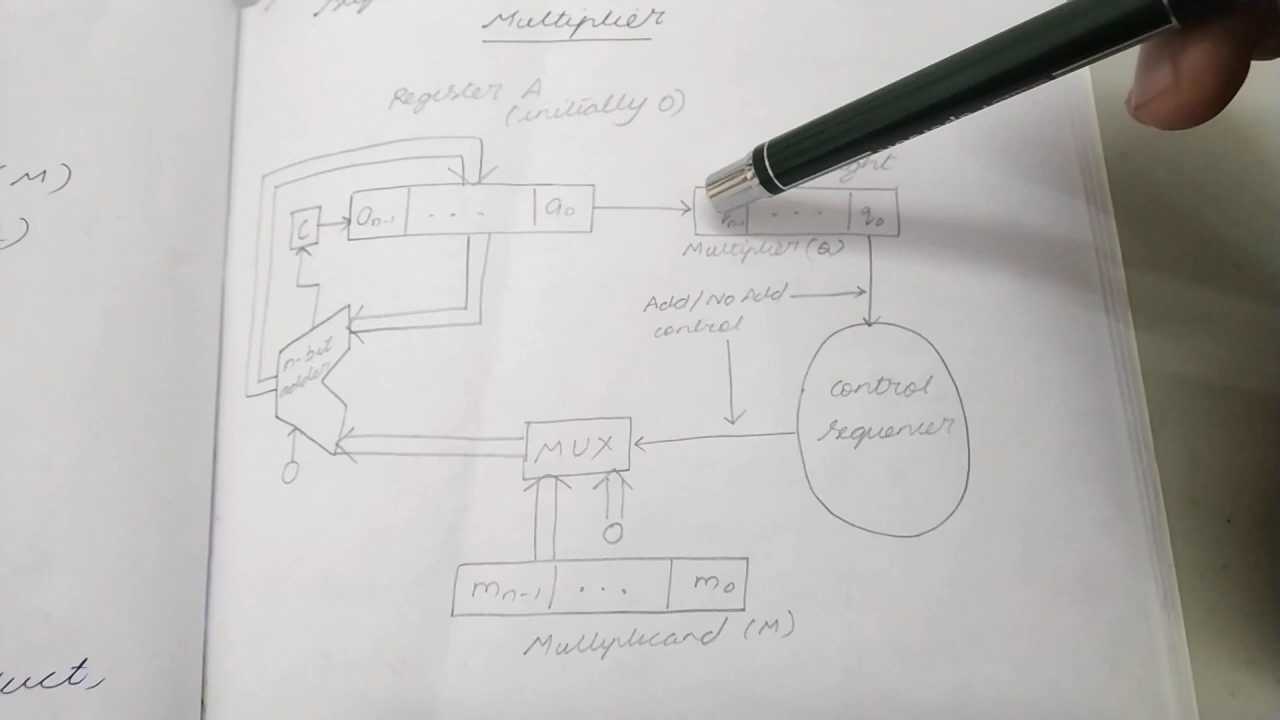 Multiplier
Register A
(initially 0)
M)
C
an-1 . . . a0
n-1 . . . q0
Multiplier (Q)
Add/No Add
control
n-bit
adder
control
sequencer
MUX
0
0
mn-1 . . . m0
Multiplicand (M)
uct,